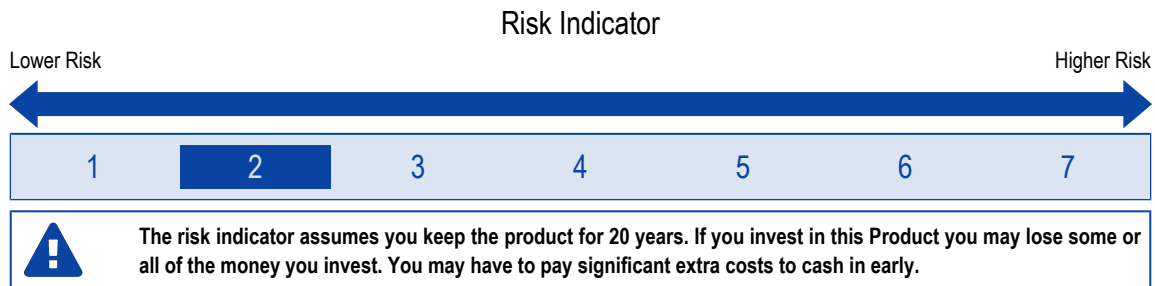 Risk Indicator
Lower Risk Higher Risk
1 2 3 4 5 6 7
The risk indicator assumes you keep the product for 20 years. If you invest in this Product you may lose some or
all of the money you invest. You may have to pay significant extra costs to cash in early.